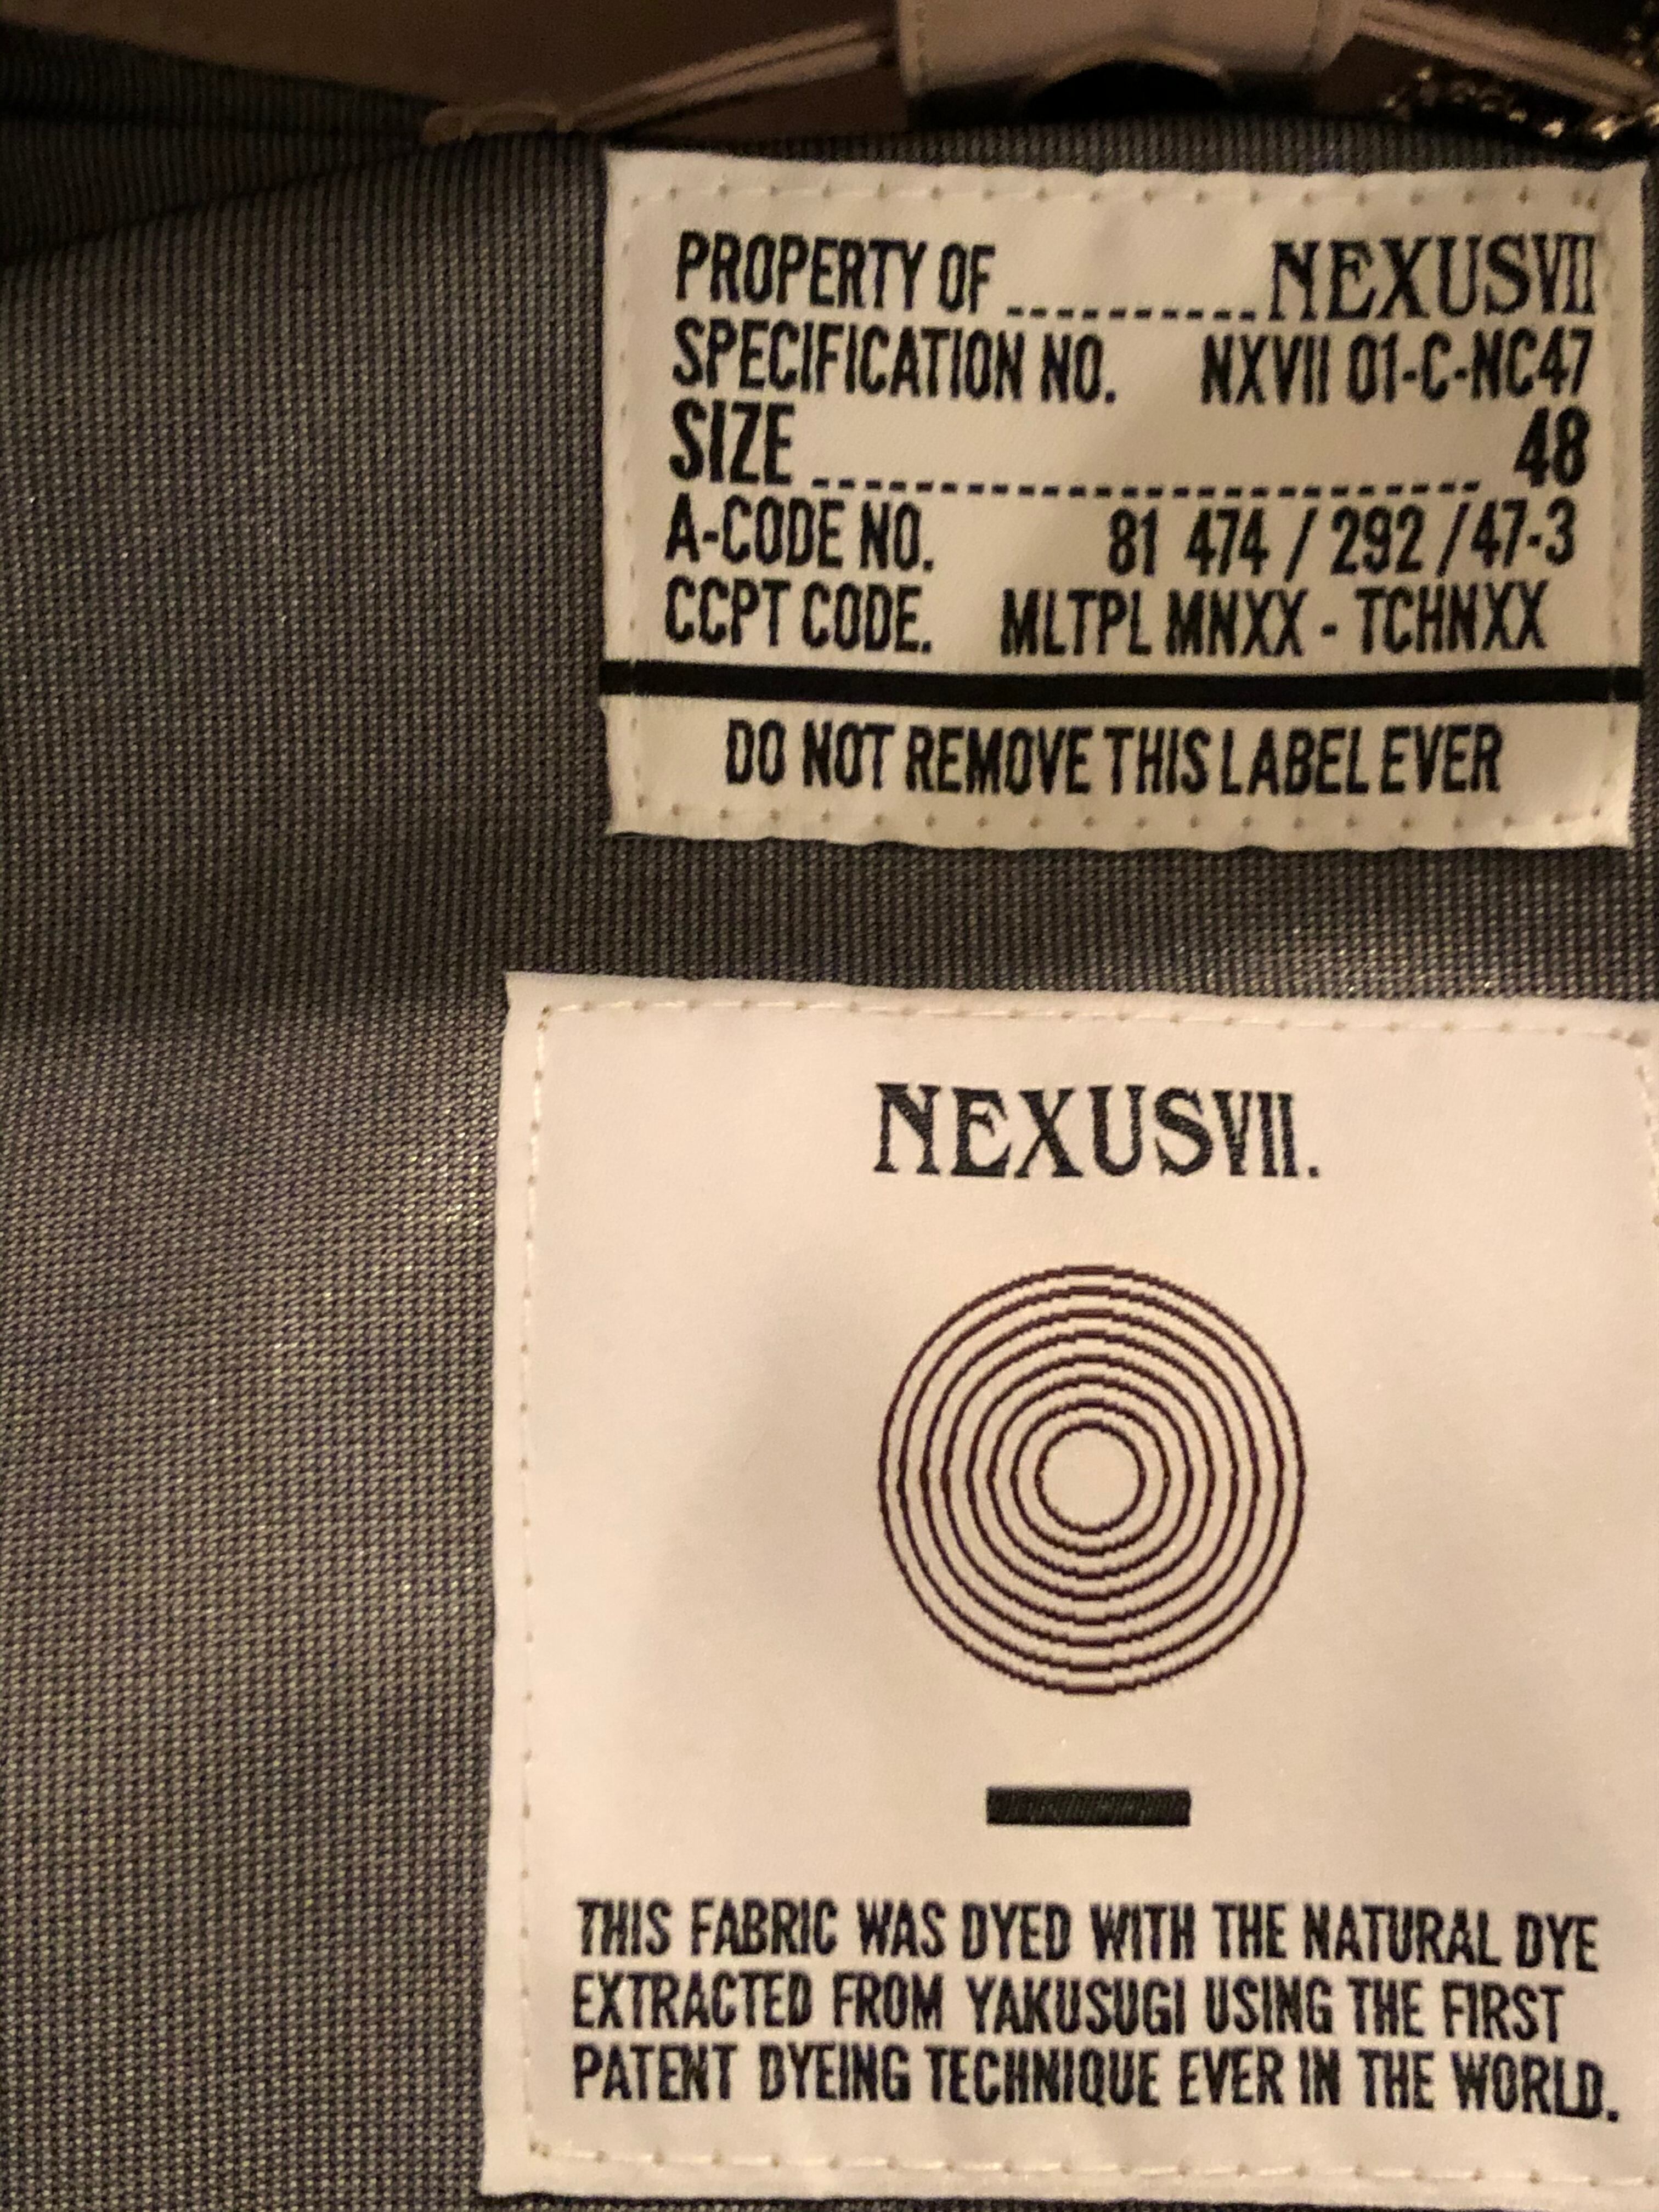 PROPERTY OF ---------- NEXUSVII
SPECIFICATION NO. NXVII 01-C-NC47
SIZE -------------------------- 48
A-CODE NO. 81 474 / 292 / 47-3
CCPT CODE. MLTPL MNXX - TCHNXX
DO NOT REMOVE THIS LABEL EVER
NEXUSVII.
THIS FABRIC WAS DYED WITH THE NATURAL DYE
EXTRACTED FROM YAKUSUGI USING THE FIRST
PATENT DYEING TECHNIQUE EVER IN THE WORLD.